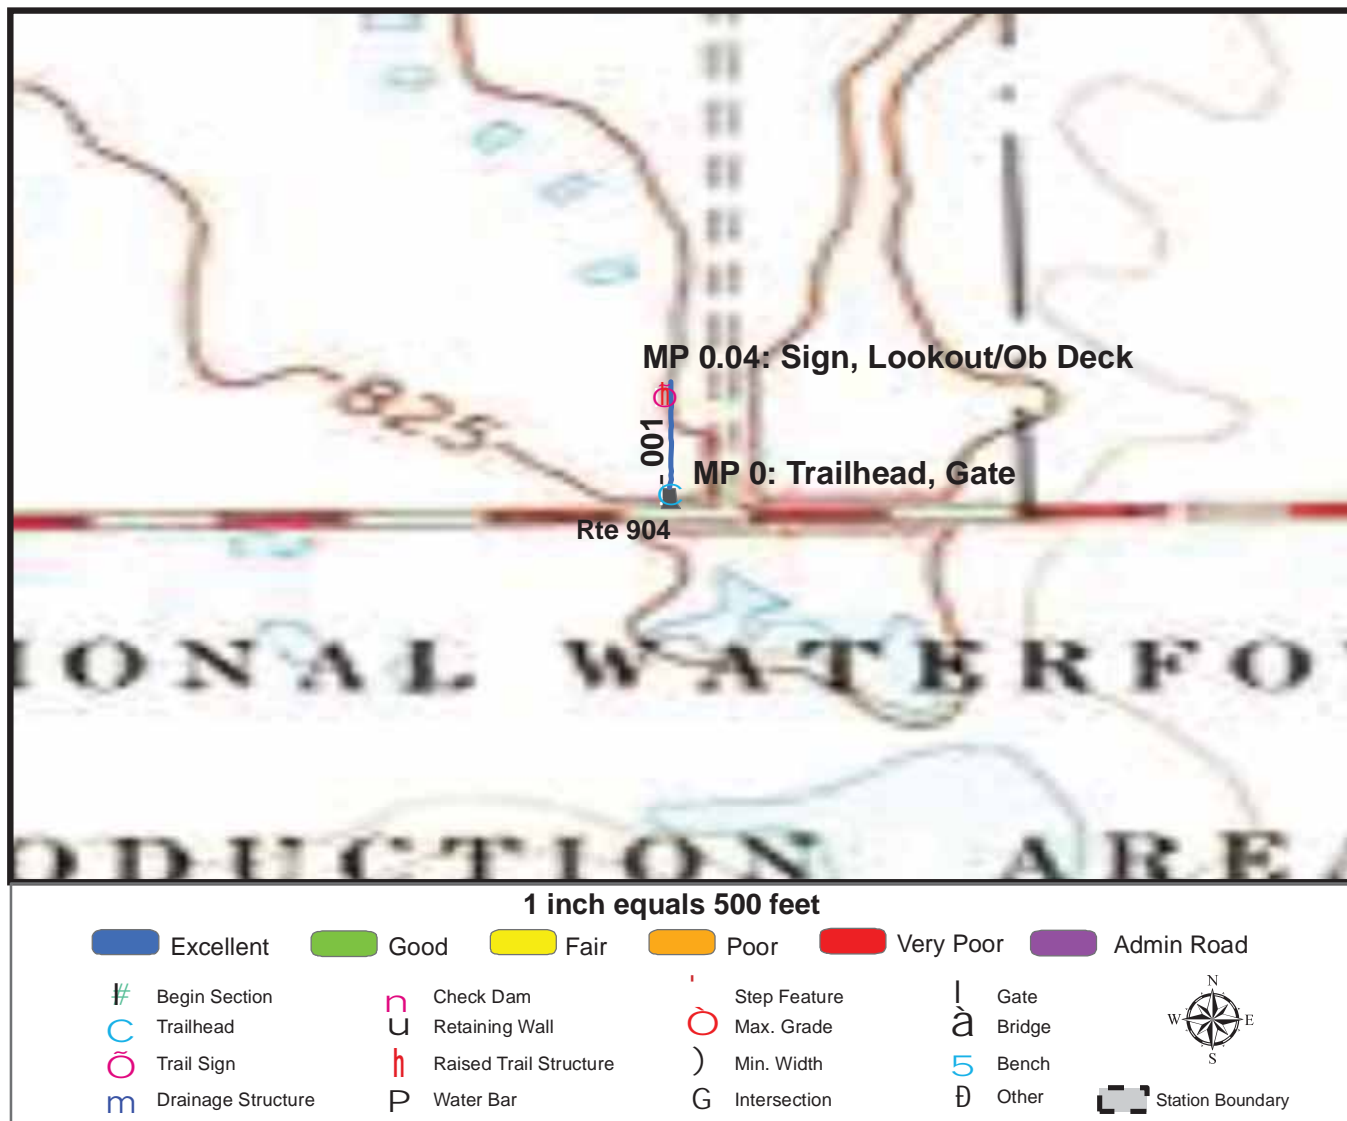 MP 0.04: Sign, Lookout/Ob Deck
825
001
MP 0: Trailhead, Gate
Rte 904
IONAL WATERFO
ODUCTION AREA
1 inch equals 500 feet
Excellent Good Fair Poor Very Poor Admin Road
Begin Section n Check Dam ' Step Feature l Gate N
C Trailhead u Retaining Wall Ò Max. Grade à Bridge W E
Õ Trail Sign h Raised Trail Structure ) Min. Width 5 Bench S
m Drainage Structure P Water Bar G Intersection Ð Other Station Boundary